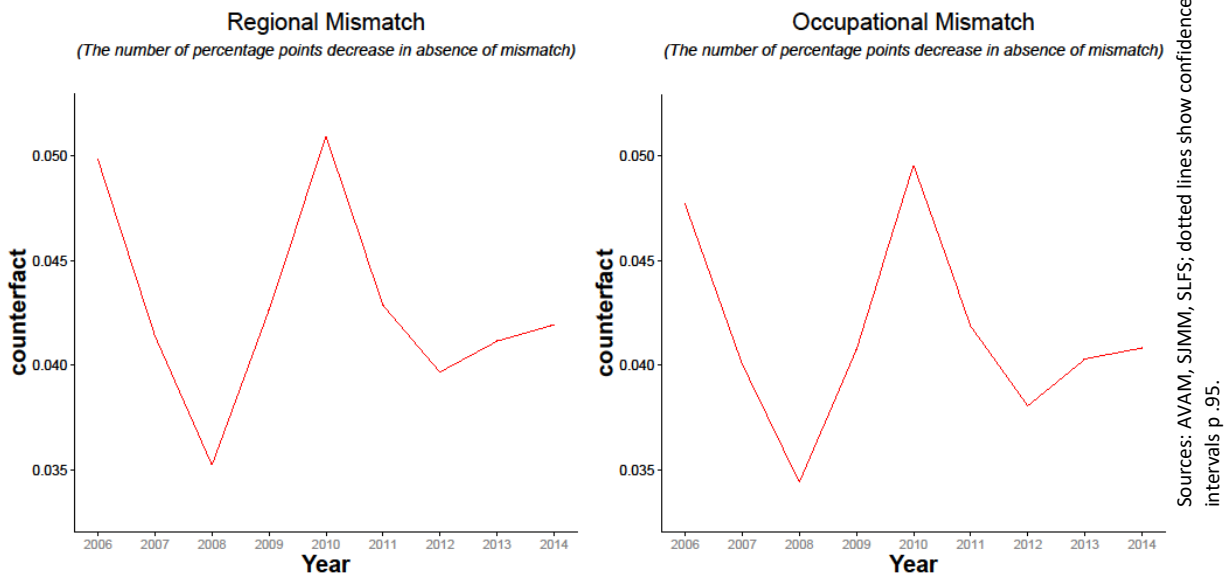 Regional Mismatch
(The number of percentage points decrease in absence of mismatch)
counterfact
0.050
0.045
0.040
0.035
2006 2007 2008 2009 2010 2011 2012 2013 2014
Year
Occupational Mismatch
(The number of percentage points decrease in absence of mismatch)
counterfact
0.050
0.045
0.040
0.035
2006 2007 2008 2009 2010 2011 2012 2013 2014
Year
Sources: AVAM, SJMM, SLFS; dotted lines show confidence
intervals p .95.